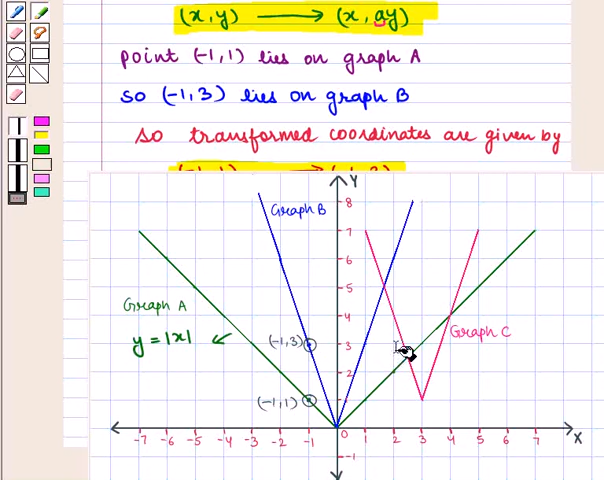 (x, y) ⟶ (x, ay)
point (-1, 1) lies on graph A
so (-1, 3) lies on graph B
so transformed coordinates are given by
Y
8
Graph B
7
6
5
Graph A
4
Graph C
y = |x|
(-1,3)
3
2
(-1,1)
-7 -6 -5 -4 -3 -2 -1 0 1 2 3 4 5 6 7 X
-1